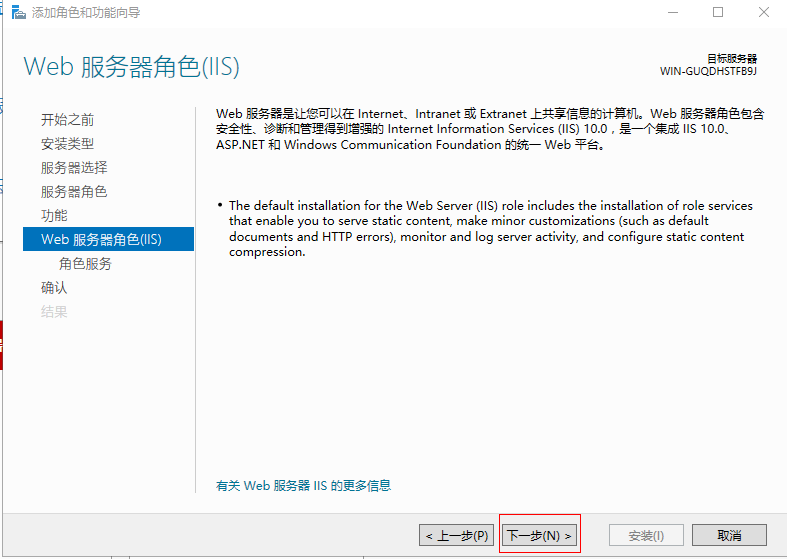 添加角色和功能向导
Web 服务器角色(IIS)
目标服务器
WIN-GUQDHSTFB9J
开始之前
安装类型
服务器选择
服务器角色
功能
Web 服务器角色(IIS)
角色服务
确认
结果
Web 服务器是让您可以在 Internet、Intranet 或 Extranet 上共享信息的计算机。Web 服务器角色包含
安全性、诊断和管理得到增强的 Internet Information Services (IIS) 10.0，是一个集成 IIS 10.0、
ASP.NET 和 Windows Communication Foundation 的统一 Web 平台。
• The default installation for the Web Server (IIS) role includes the installation of role services
that enable you to serve static content, make minor customizations (such as default
documents and HTTP errors), monitor and log server activity, and configure static content
compression.
有关 Web 服务器 IIS 的更多信息
< 上一步(P)
下一步(N) >
安装(I)
取消